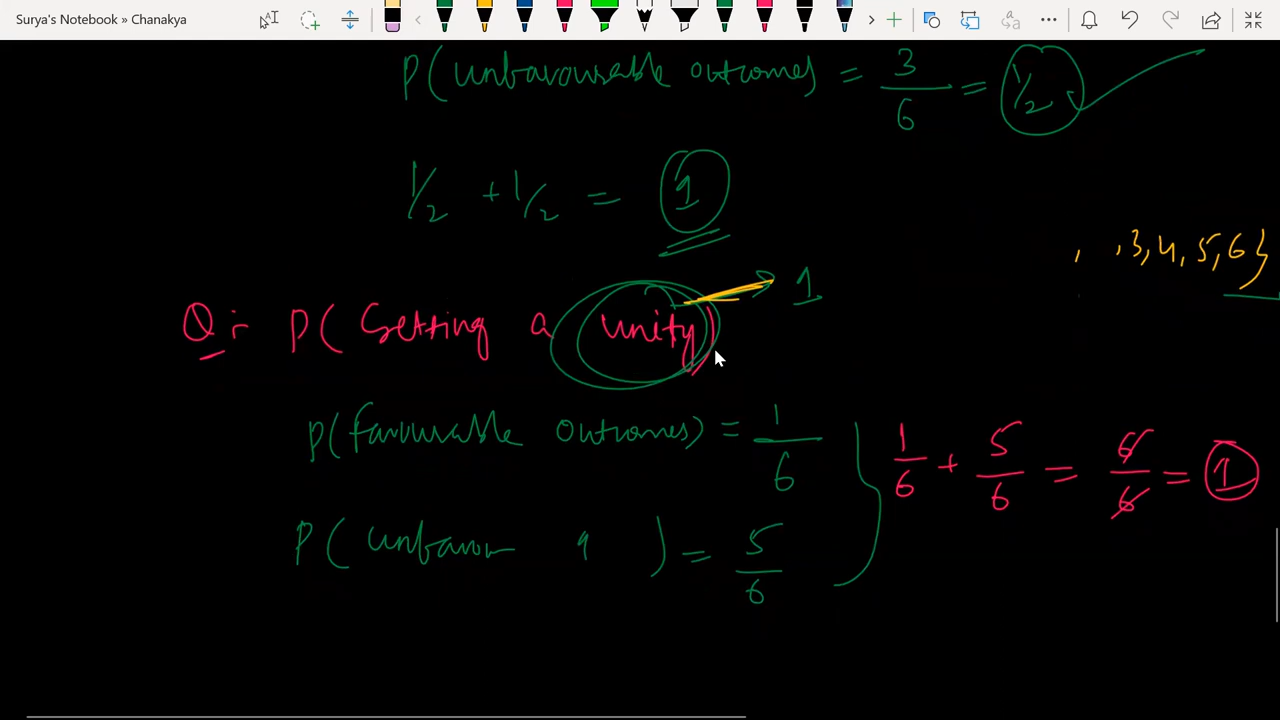 Surya's Notebook » Chanakya
P(unfavourable outcomes) = 3/6 = 1/2
1/2 + 1/2 = 1
, ,3,4,5,6}
Q:- P(Getting a unity) → 1
P(favourable outcomes) = 1/6
1/6 + 5/6 = 6/6 = 1
P(unfavou " ) = 5/6